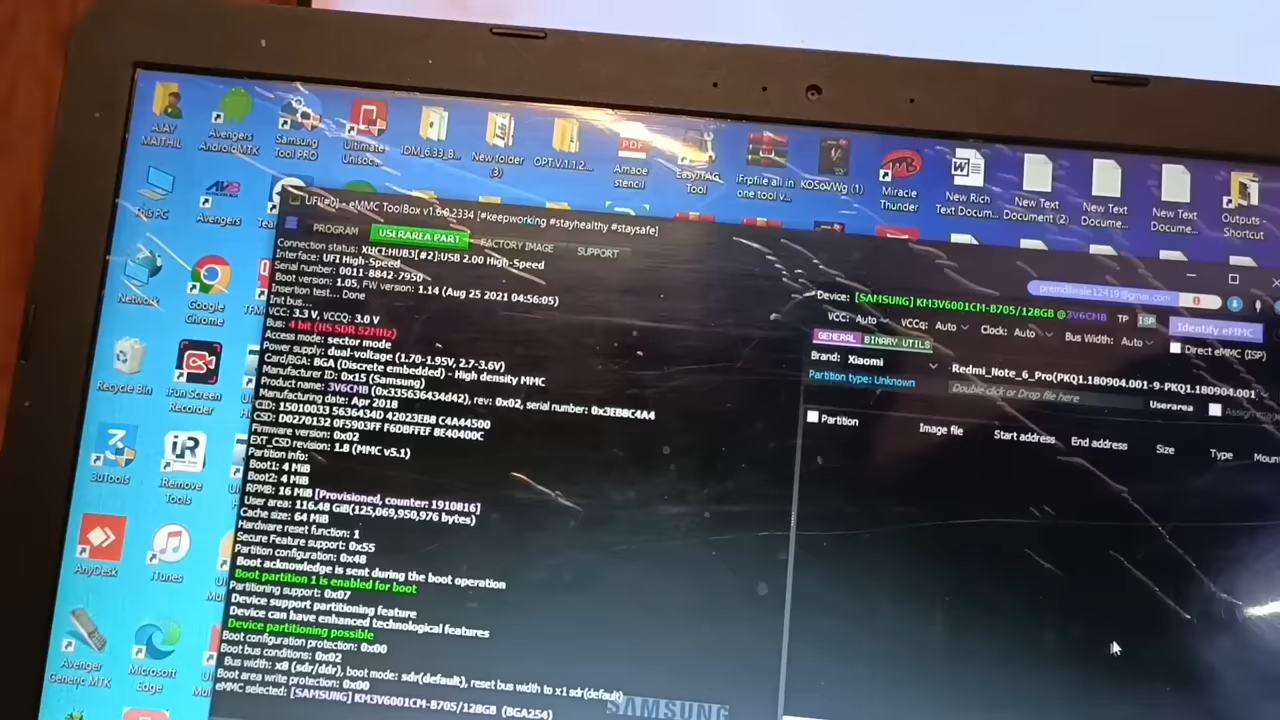 AJAY
MAITHIL
Avengers
AndroidMTK
Samsung
Tool PRO
Ultimate
Unisoc...
IDM_6.33_B...
New folder
(3)
OPT.V.1.1.2...
PDF
Amaoe
stencil
EasyJTAG
Tool
iFrpfile all in
one tool v...
KOSoVWg (1)
Miracle
Thunder
New Rich
Text Docum...
New Text
Document (2)
New Text
Docume...
New Text
Docume...
Outputs -
Shortcut
This PC
Avengers
Network
Google
Chrome
Recycle Bin
iFun Screen
Recorder
3uTools
iR
iRemove
Tools
AnyDesk
iTunes
Avenger
Generic MTK
Microsoft
Edge
UFI[#0] - eMMC ToolBox v1.6.0.2334 [#keepworking #stayhealthy #staysafe]
PROGRAM USERAREA PART FACTORY IMAGE SUPPORT
Connection status: XHCI:HUB3[#2]:USB 2.00 High-Speed
Interface: UFI High-Speed
Serial number: 0011-8842-7950
Boot version: 1.05, FW version: 1.14 (Aug 25 2021 04:56:05)
Insertion test... Done
Init bus...
VCC: 3.3 V, VCCQ: 3.0 V
Bus: 4 bit (HS SDR 52MHz)
Access mode: sector mode
Power supply: dual-voltage (1.70-1.95V, 2.7-3.6V)
Card/BGA: BGA (Discrete embedded) - High density MMC
Manufacturer ID: 0x15 (Samsung)
Product name: 3V6CMB (0x335636434d42), rev: 0x02, serial number: 0x3EB8C4A4
Manufacturing date: Apr 2018
CID: 15010033 5636434D 42023EB8 C4A44500
CSD: D0270132 0F5903FF F6DBFFEF 8E40400C
Firmware version: 0x02
EXT_CSD revision: 1.8 (MMC v5.1)
Partition info:
Boot1: 4 MiB
Boot2: 4 MiB
RPMB: 16 MiB [Provisioned, counter: 1910816]
User area: 116.48 GiB(125,069,950,976 bytes)
Cache size: 64 MiB
Hardware reset function: 1
Secure Feature support: 0x55
Partition configuration: 0x48
Boot acknowledge is sent during the boot operation
Boot partition 1 is enabled for boot
Partitioning support: 0x07
Device support partitioning feature
Device can have enhanced technological features
Device partitioning possible
Boot configuration protection: 0x00
Boot bus conditions: 0x02
Bus width: x8 (sdr/ddr), boot mode: sdr(default), reset bus width to x1 sdr(default)
Boot area write protection: 0x00
eMMC selected: [SAMSUNG] KM3V6001CM-B705/128GB (BGA254)
SAMSUNG
Device: [SAMSUNG] KM3V6001CM-B705/128GB @3V6CMB TP ISP
VCC: Auto VCCq: Auto Clock: Auto Bus Width: Auto
Identify eMMC
Direct eMMC (ISP)
GENERAL BINARY UTILS
Brand: Xiaomi
Redmi_Note_6_Pro(PKQ1.180904.001-9-PKQ1.180904.001
Partition type: Unknown
Double click or Drop file here
Userarea
Partition Image file Start address End address Size Type